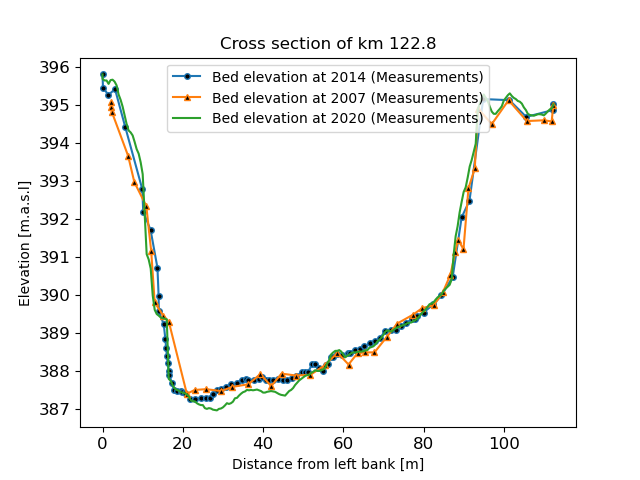 Cross section of km 122.8
Bed elevation at 2014 (Measurements)
Bed elevation at 2007 (Measurements)
Bed elevation at 2020 (Measurements)
Elevation [m.a.s.l]
396
395
394
393
392
391
390
389
388
387
0 20 40 60 80 100
Distance from left bank [m]